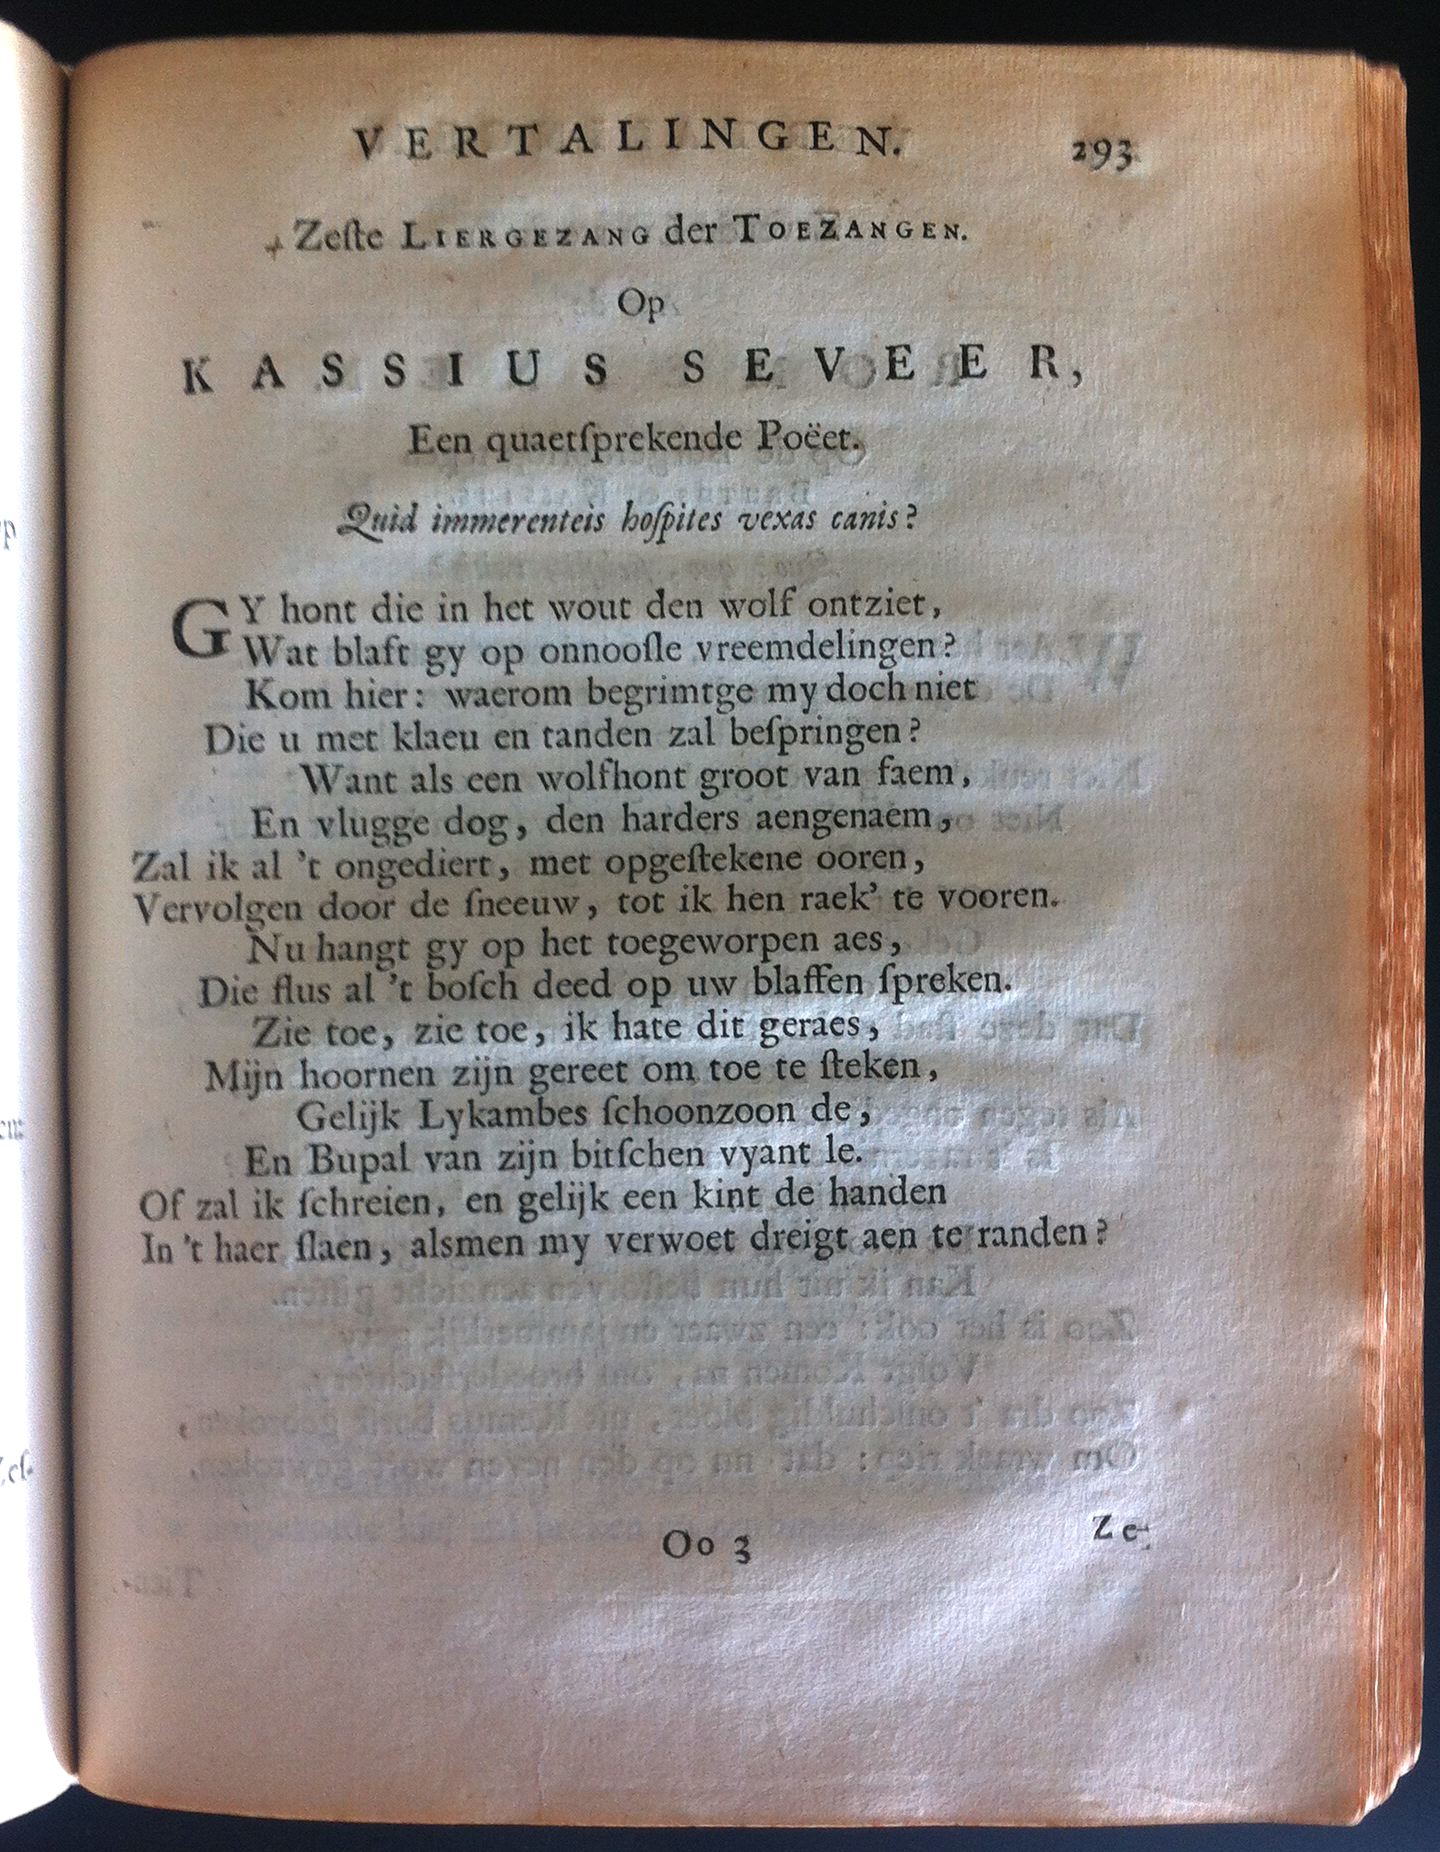 VERTALINGEN. 293
Zeſte LIERGEZANG der TOEZANGEN.
Op
KASSIUS SEVEER,
Een quaetſprekende Poëet.
Quid immerenteis hoſpites vexas canis?
GY hont die in het wout den wolf ontziet,
Wat blaft gy op onnooſle vreemdelingen?
Kom hier: waerom begrimtge my doch niet
Die u met klaeu en tanden zal beſpringen?
Want als een wolfhont groot van faem,
En vlugge dog, den harders aengenaem,
Zal ik al 't ongediert, met opgeſtekene ooren,
Vervolgen door de ſneeuw, tot ik hen raek' te vooren.
Nu hangt gy op het toegeworpen aes,
Die flus al 't boſch deed op uw blaffen ſpreken.
Zie toe, zie toe, ik hate dit geraes,
Mijn hoornen zijn gereet om toe te ſteken,
Gelijk Lykambes ſchoonzoon de,
En Bupal van zijn bitſchen vyant le.
Of zal ik ſchreien, en gelijk een kint de handen
In 't haer ſlaen, alsmen my verwoet dreigt aen te randen?
Oo 3 Ze-